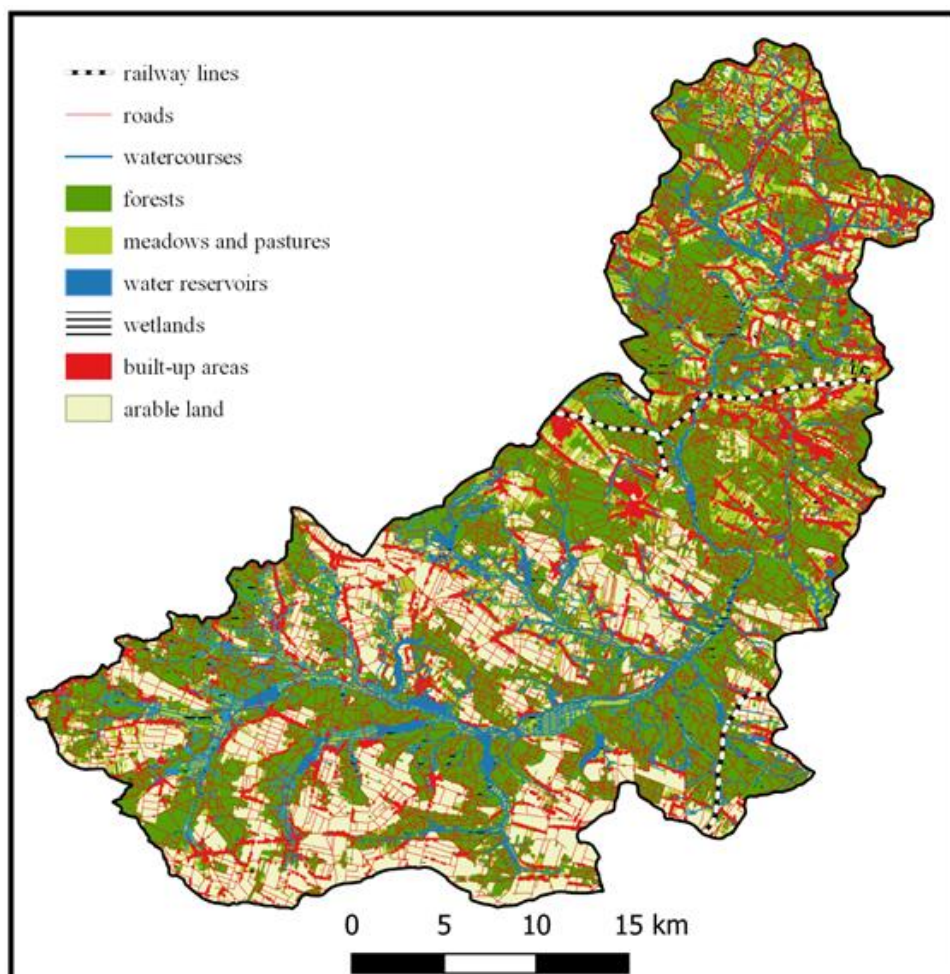 railway lines
roads
watercourses
forests
meadows and pastures
water reservoirs
wetlands
built-up areas
arable land
0 5 10 15 km